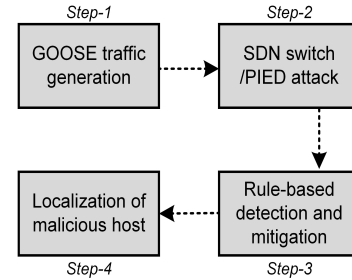 Step-1
GOOSE traffic
generation
Step-2
SDN switch
/PIED attack
Rule-based
detection and
mitigation
Step-3
Localization of
malicious host
Step-4